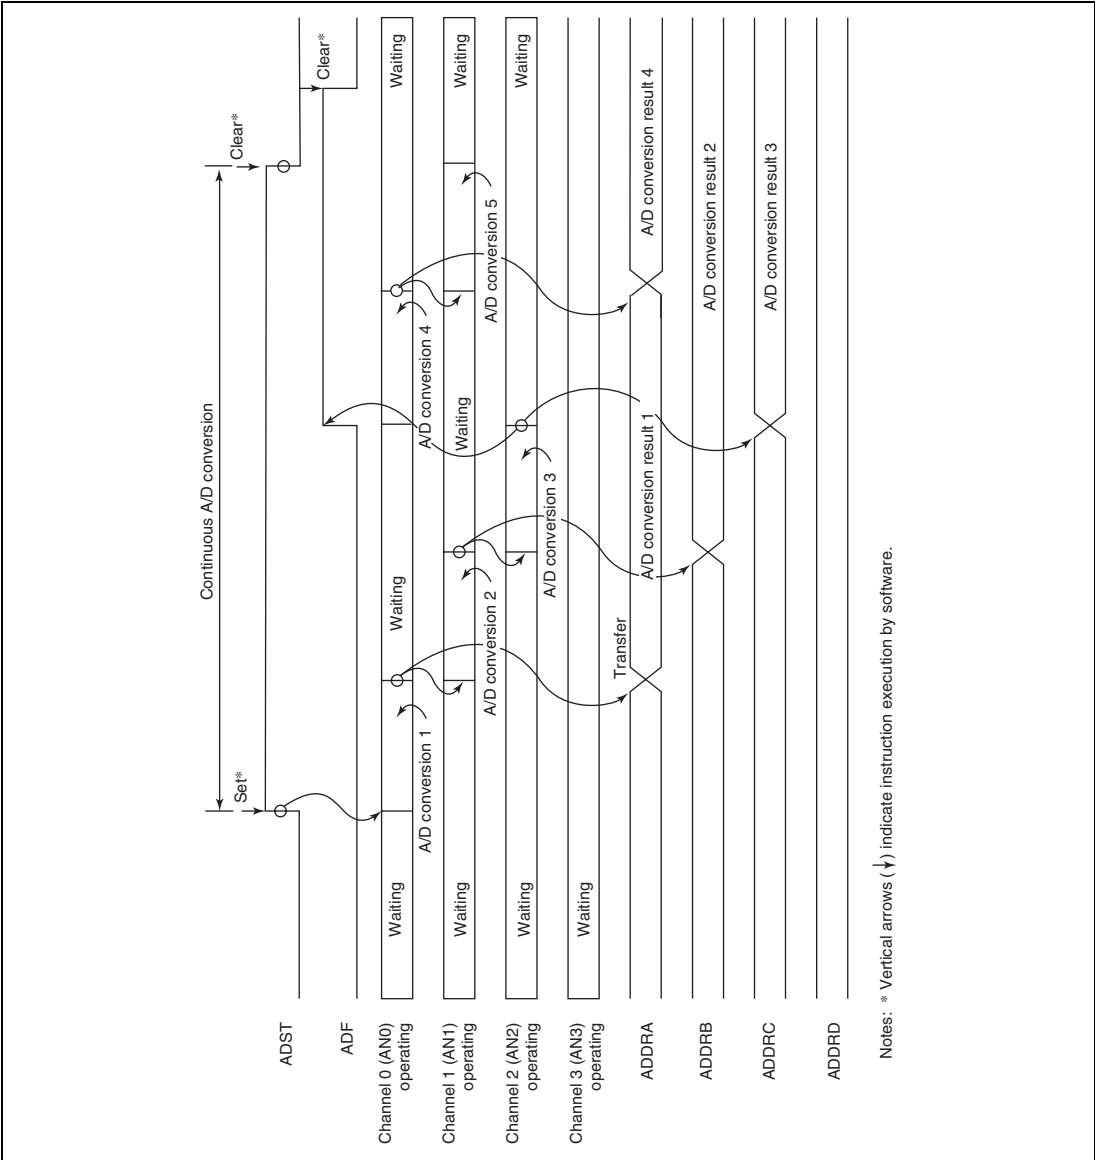 Continuous A/D conversion
Set*
Clear*
Clear*
ADST
ADF
Channel 0 (AN0)
operating
Waiting
A/D conversion 1
Waiting
A/D conversion 4
Waiting
Channel 1 (AN1)
operating
Waiting
A/D conversion 2
Waiting
A/D conversion 5
Waiting
Channel 2 (AN2)
operating
Waiting
A/D conversion 3
Waiting
Channel 3 (AN3)
operating
Waiting
Transfer
ADDRA
A/D conversion result 1
A/D conversion result 4
ADDRB
A/D conversion result 2
ADDRC
A/D conversion result 3
ADDRD
Notes: * Vertical arrows (↓) indicate instruction execution by software.